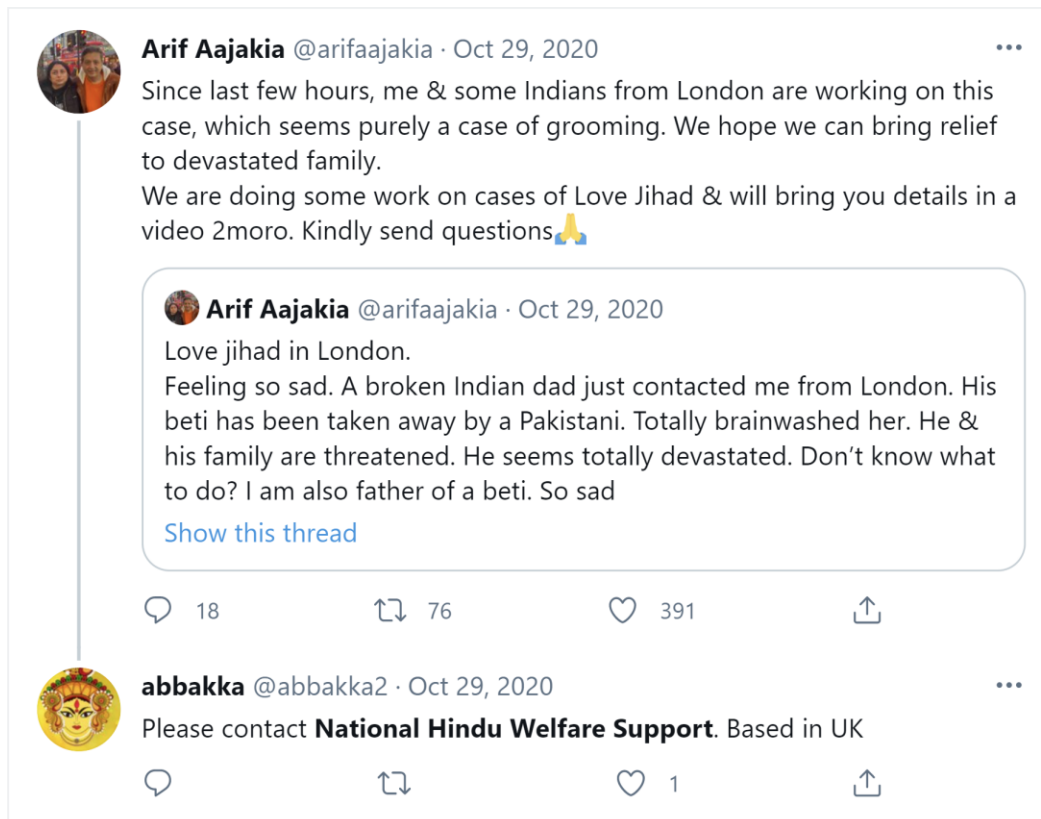 Arif Aajakia @arifaajakia · Oct 29, 2020
Since last few hours, me & some Indians from London are working on this
case, which seems purely a case of grooming. We hope we can bring relief
to devastated family.
We are doing some work on cases of Love Jihad & will bring you details in a
video 2moro. Kindly send questions🙏
Arif Aajakia @arifaajakia · Oct 29, 2020
Love jihad in London.
Feeling so sad. A broken Indian dad just contacted me from London. His
beti has been taken away by a Pakistani. Totally brainwashed her. He &
his family are threatened. He seems totally devastated. Don’t know what
to do? I am also father of a beti. So sad
Show this thread
18 76 391
abbakka @abbakka2 · Oct 29, 2020
Please contact National Hindu Welfare Support. Based in UK
1